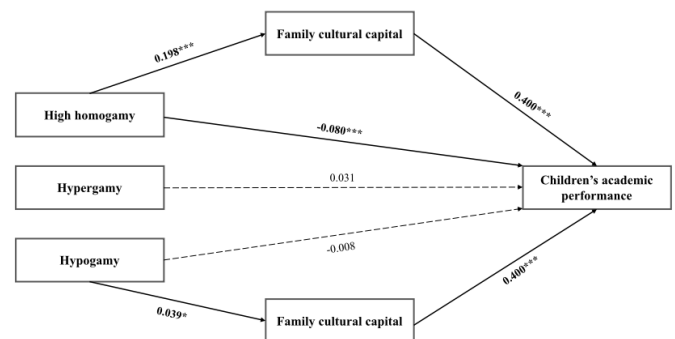 Family cultural capital
0.198***
0.400***
High homogamy
-0.080***
Children’s academic
performance
Hypergamy
0.031
Hypogamy
-0.008
0.400***
0.039*
Family cultural capital